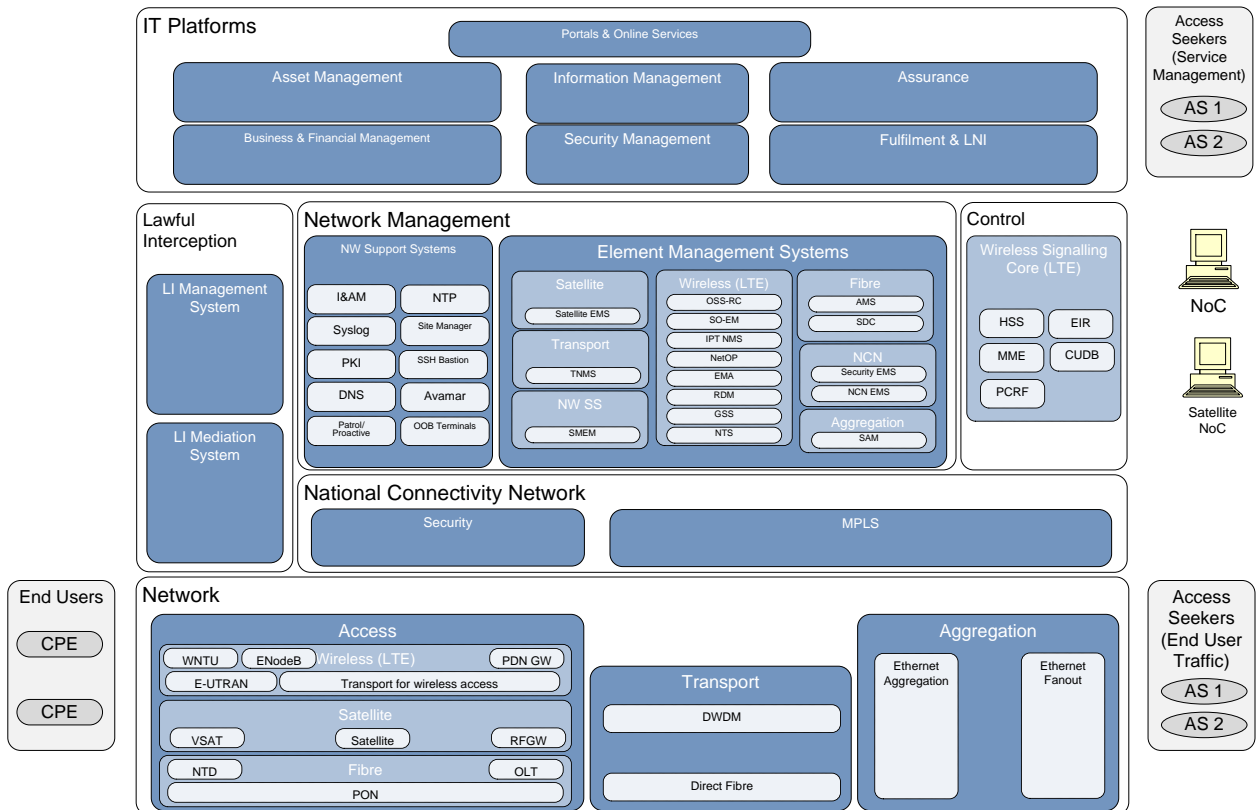 IT Platforms
Portals & Online Services
Asset Management
Information Management
Assurance
Business & Financial Management
Security Management
Fulfilment & LNI
Access
Seekers
(Service
Management)
AS 1
AS 2
Lawful
Interception
LI Management
System
LI Mediation
System
Network Management
NW Support Systems
I&AM
NTP
Syslog
Site Manager
PKI
SSH Bastion
DNS
Avamar
Patrol/
Proactive
OOB Terminals
Element Management Systems
Satellite
Satellite EMS
Transport
TNMS
NW SS
SMEM
Wireless (LTE)
OSS-RC
SO-EM
IPT NMS
NetOP
EMA
RDM
GSS
NTS
Fibre
AMS
SDC
NCN
Security EMS
NCN EMS
Aggregation
SAM
Control
Wireless Signalling
Core (LTE)
HSS
EIR
MME
CUDB
PCRF
NoC
Satellite
NoC
National Connectivity Network
Security
MPLS
End Users
CPE
CPE
Network
Access
Wireless (LTE)
WNTU
ENodeB
PDN GW
E-UTRAN
Transport for wireless access
Satellite
VSAT
Satellite
RFGW
Fibre
NTD
OLT
PON
Transport
DWDM
Direct Fibre
Aggregation
Ethernet
Aggregation
Ethernet
Fanout
Access
Seekers
(End User
Traffic)
AS 1
AS 2